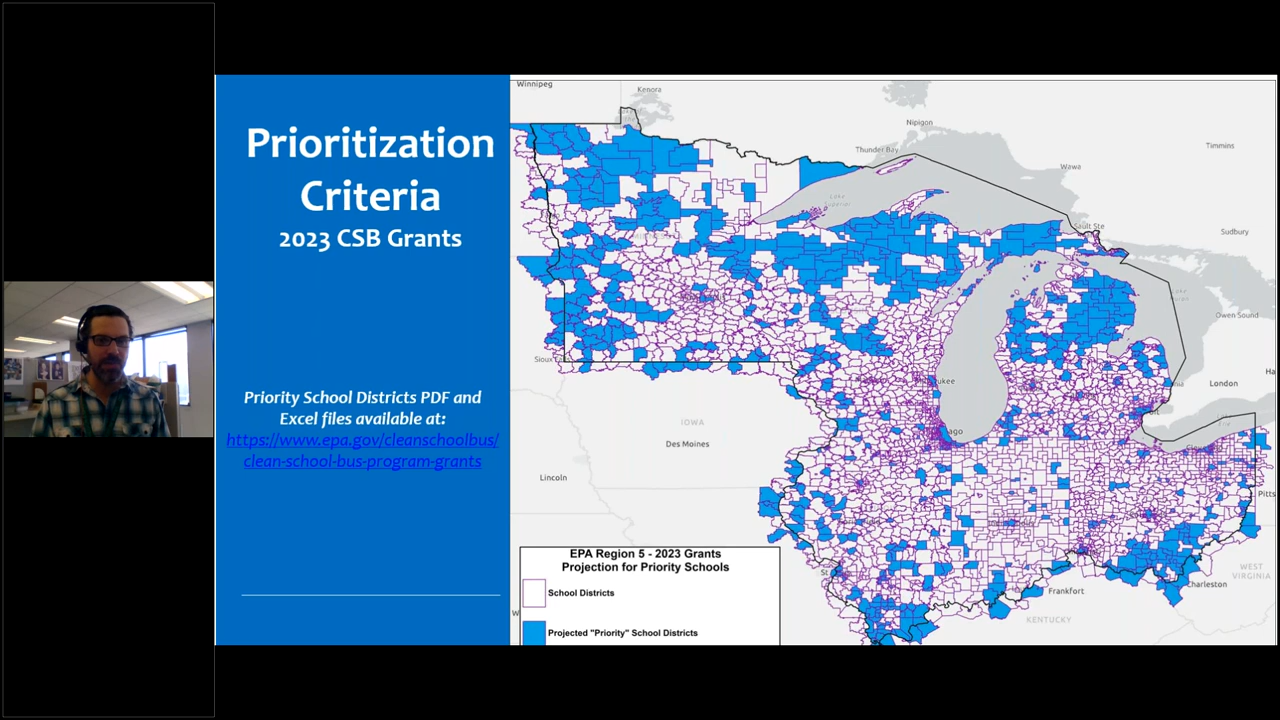 Prioritization
Criteria
2023 CSB Grants
Priority School Districts PDF and
Excel files available at:
https://www.epa.gov/cleanschoolbus/
clean-school-bus-program-grants
Winnipeg
Kenora
Nipigon
Thunder Bay
Wawa
Timmins
Lake
Sault Ste
Sudbury
Owen Sound
Sioux
London
Ha
IOWA
Des Moines
Lincoln
Pitts
WEST
VIRGINIA
Charleston
Frankfort
KENTUCKY
W
EPA Region 5 - 2023 Grants
Projection for Priority Schools
School Districts
Projected "Priority" School Districts